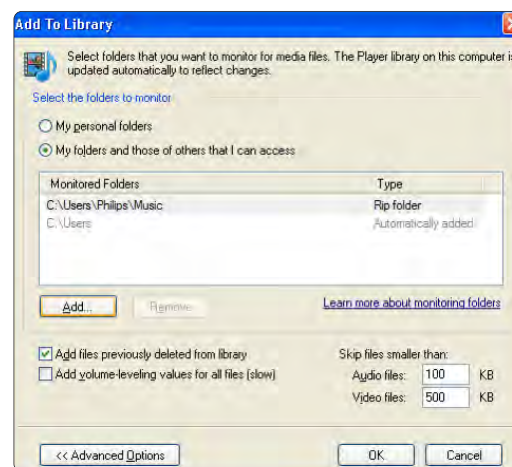 Add To Library
Select folders that you want to monitor for media files. The Player library on this computer is
updated automatically to reflect changes.
Select the folders to monitor
My personal folders
My folders and those of others that I can access
Monitored Folders Type
C:\Users\Philips\Music Rip folder
C:\Users Automatically added
Add... Remove Learn more about monitoring folders
Add files previously deleted from library Skip files smaller than:
Add volume-leveling values for all files (slow) Audio files: 100 KB
Video files: 500 KB
<< Advanced Options OK Cancel